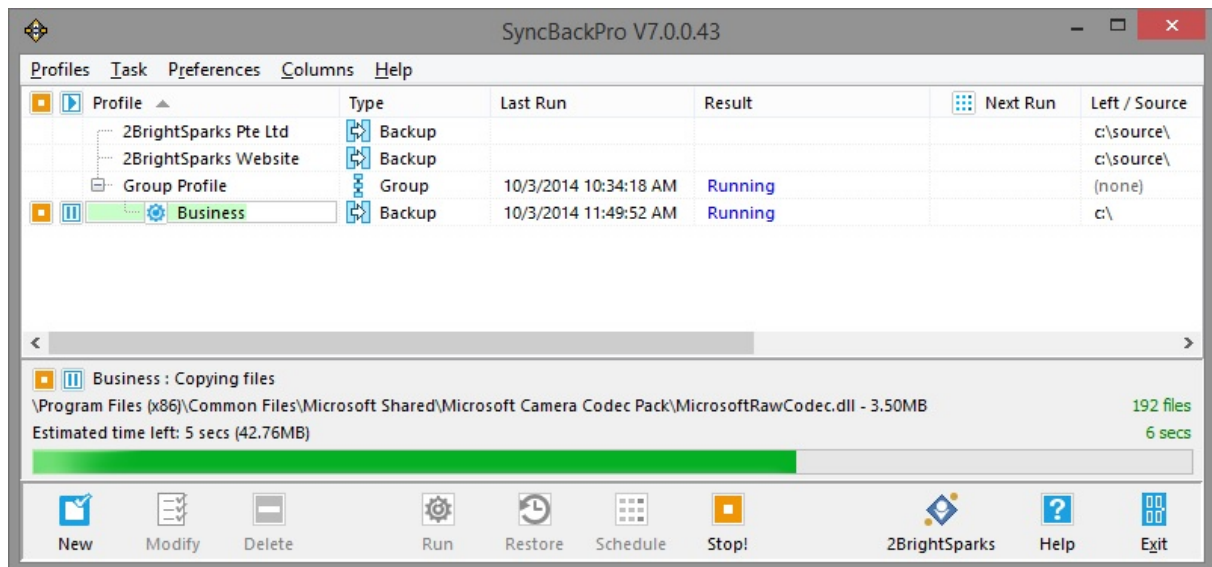 SyncBackPro V7.0.0.43
Profiles Task Preferences Columns Help
Profile Type Last Run Result Next Run Left / Source
2BrightSparks Pte Ltd Backup c:\source\
2BrightSparks Website Backup c:\source\
Group Profile Group 10/3/2014 10:34:18 AM Running (none)
Business Backup 10/3/2014 11:49:52 AM Running c:\
Business : Copying files
\Program Files (x86)\Common Files\Microsoft Shared\Microsoft Camera Codec Pack\MicrosoftRawCodec.dll - 3.50MB 192 files
Estimated time left: 5 secs (42.76MB) 6 secs
New Modify Delete Run Restore Schedule Stop! 2BrightSparks Help Exit